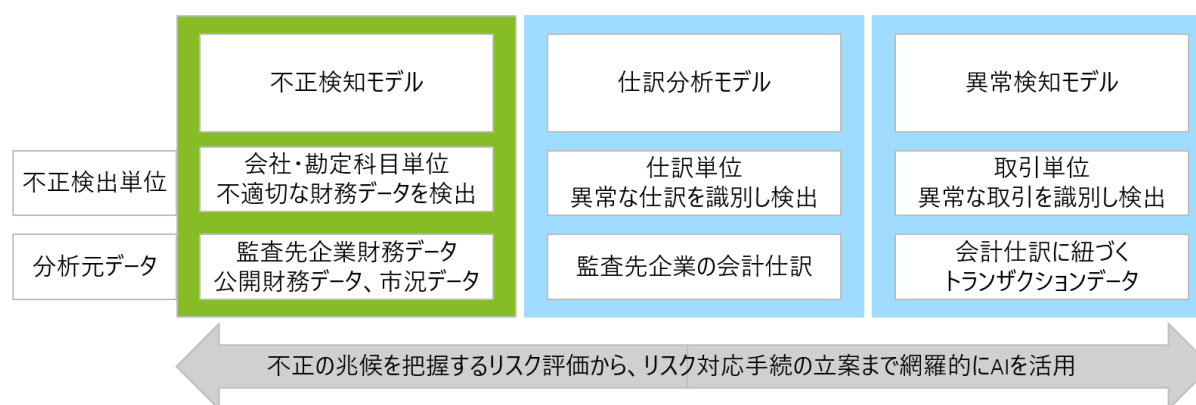 不正検知モデル
仕訳分析モデル
異常検知モデル
不正検出単位
会社・勘定科目単位
不適切な財務データを検出
仕訳単位
異常な仕訳を識別し検出
取引単位
異常な取引を識別し検出
分析元データ
監査先企業財務データ
公開財務データ、市況データ
監査先企業の会計仕訳
会計仕訳に紐づく
トランザクションデータ
不正の兆候を把握するリスク評価から、リスク対応手続の立案まで網羅的にAIを活用